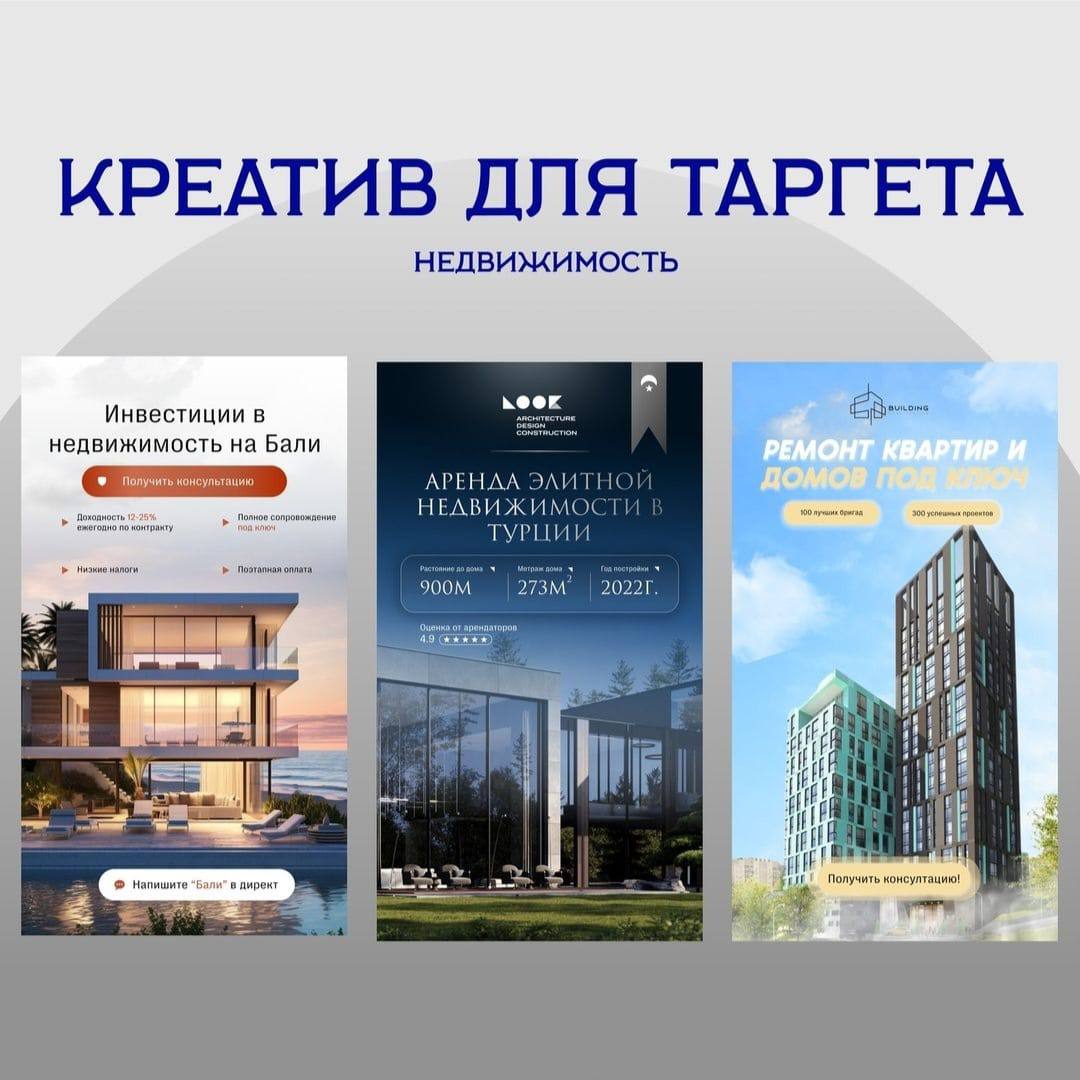 КРЕАТИВ ДЛЯ ТАРГЕТА
НЕДВИЖИМОСТЬ
Инвестиции в
недвижимость на Бали
Получить консультацию
Доходность 12-25%
ежегодно по контракту
Полное сопровождение
под ключ
Низкие налоги
Поэтапная оплата
Напишите “Бали” в директ
LOOK
ARCHITECTURE
DESIGN
CONSTRUCTION
АРЕНДА ЭЛИТНОЙ
НЕДВИЖИМОСТИ В
ТУРЦИИ
Растояние до дома
900М
Метраж дома
273М²
Год постройки
2022Г.
Оценка от арендаторов
4.9
BUILDING
РЕМОНТ КВАРТИР И
ДОМОВ ПОД КЛЮЧ
100 лучших бригад
300 успешных проектов
Получить консултацию!